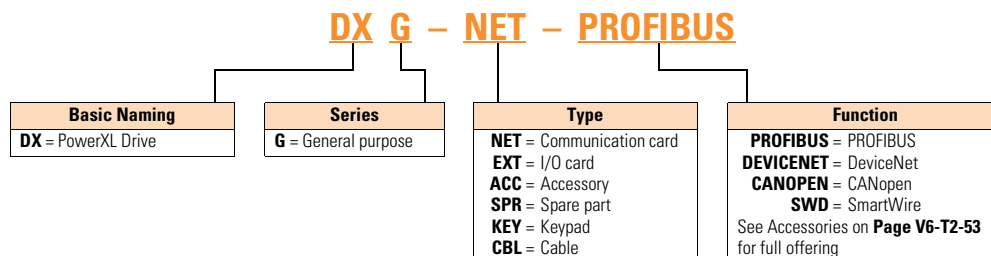 DX G – NET – PROFIBUS
Basic Naming
DX = PowerXL Drive
Series
G = General purpose
Type
NET = Communication card
EXT = I/O card
ACC = Accessory
SPR = Spare part
KEY = Keypad
CBL = Cable
Function
PROFIBUS = PROFIBUS
DEVICENET = DeviceNet
CANOPEN = CANopen
SWD = SmartWire
See Accessories on Page V6-T2-53
for full offering